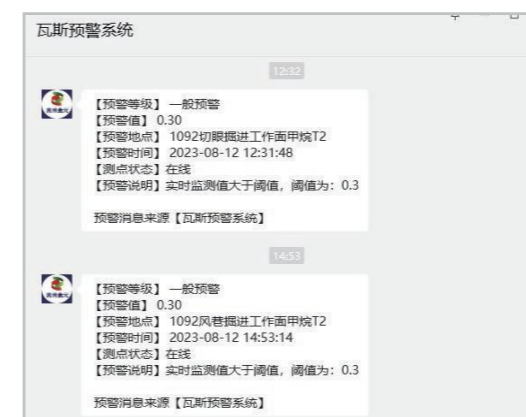 瓦斯预警系统
12:32
【预警等级】 一般预警
【预警值】 0.30
【预警地点】 1092切眼掘进工作面甲烷T2
【预警时间】 2023-08-12 12:31:48
【测点状态】在线
【预警说明】实时监测值大于阈值，阈值为：0.3
预警消息来源【瓦斯预警系统】
14:53
【预警等级】 一般预警
【预警值】 0.30
【预警地点】 1092风巷掘进工作面甲烷T2
【预警时间】 2023-08-12 14:53:14
【测点状态】在线
【预警说明】实时监测值大于阈值，阈值为：0.3
预警消息来源【瓦斯预警系统】